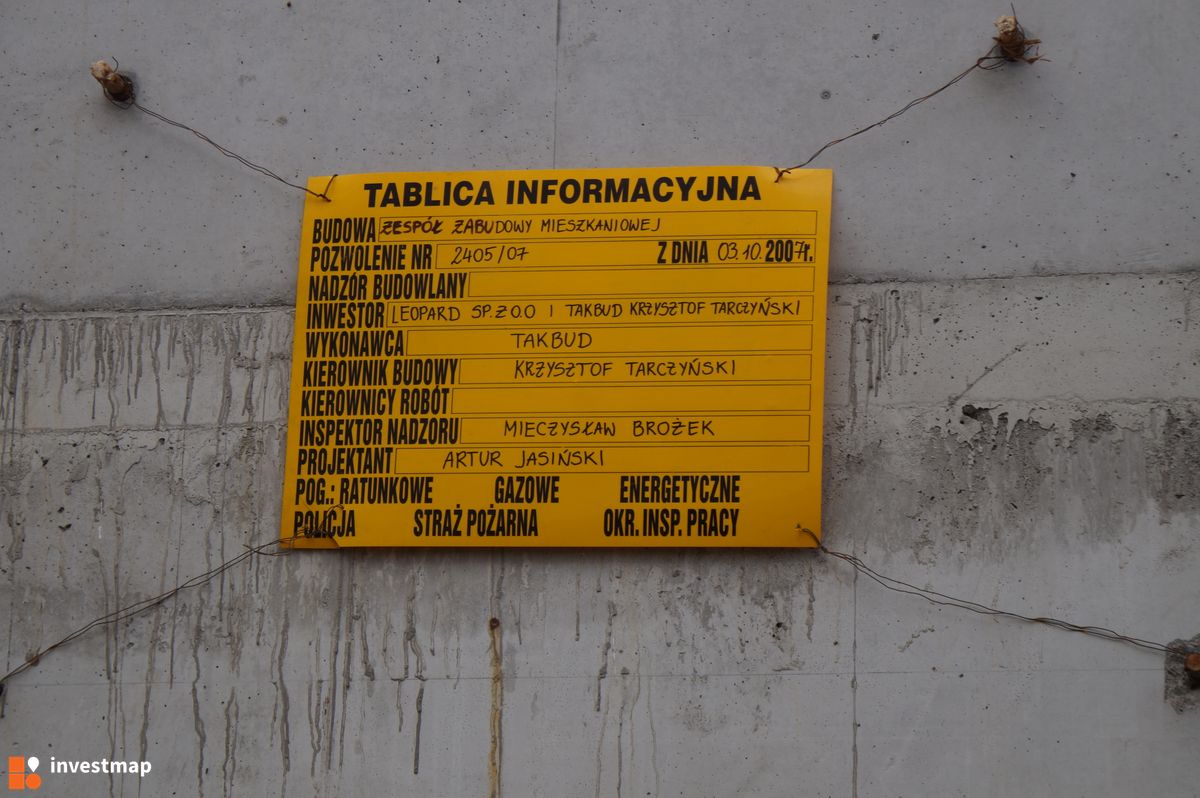 TABLICA INFORMACYJNA
BUDOWA ZESPÓŁ ZABUDOWY MIESZKANIOWEJ
POZWOLENIE NR 2405/07 Z DNIA 03.10.2007r.
NADZÓR BUDOWLANY
INWESTOR LEOPARD SP. Z O.O I TAKBUD KRZYSZTOF TARCZYŃSKI
WYKONAWCA TAKBUD
KIEROWNIK BUDOWY KRZYSZTOF TARCZYŃSKI
KIEROWNICY ROBÓT
INSPEKTOR NADZORU MIECZYSŁAW BROŻEK
PROJEKTANT ARTUR JASIŃSKI
POG.: RATUNKOWE GAZOWE ENERGETYCZNE
POLICJA STRAŻ POŻARNA OKR. INSP. PRACY
investmap